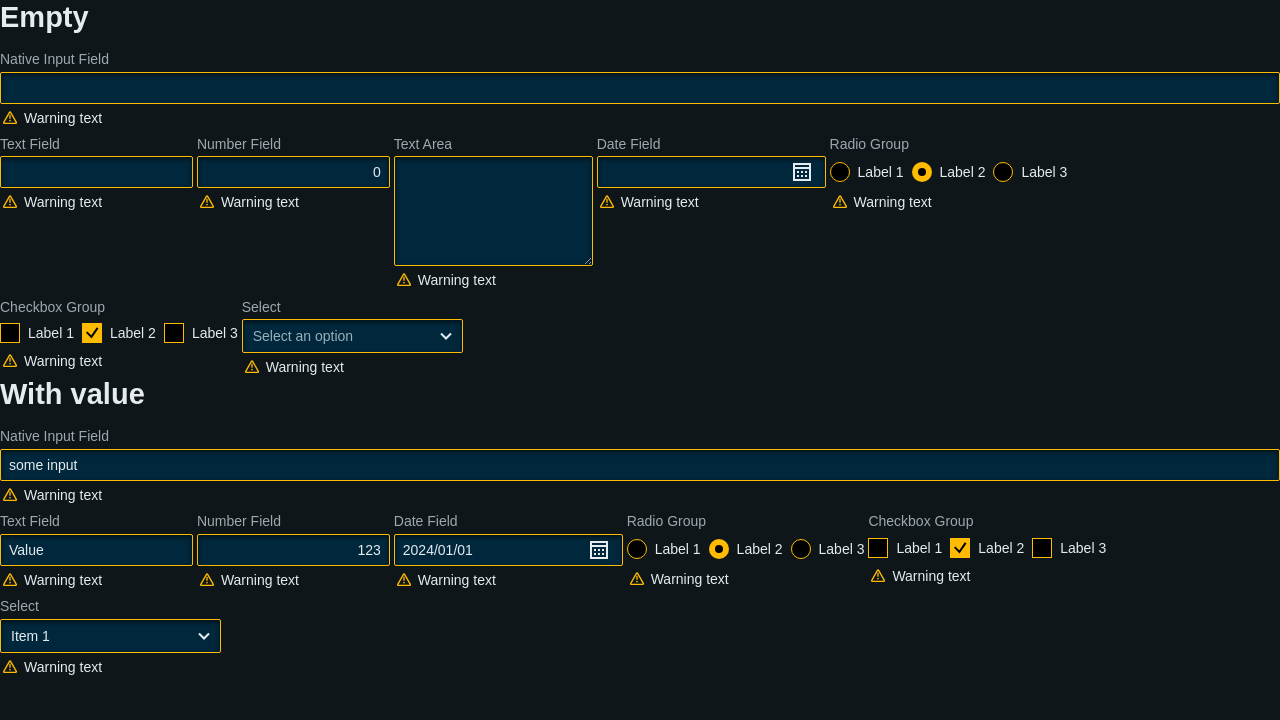 Empty
Native Input Field
Warning text
Text Field Number Field Text Area Date Field Radio Group
0 Label 1 Label 2 Label 3
Warning text Warning text Warning text Warning text
Warning text
Checkbox Group Select
Label 1 Label 2 Label 3 Select an option
Warning text Warning text
With value
Native Input Field
some input
Warning text
Text Field Number Field Date Field Radio Group Checkbox Group
Value 123 2024/01/01 Label 1 Label 2 Label 3 Label 1 Label 2 Label 3
Warning text Warning text Warning text Warning text Warning text
Select
Item 1
Warning text